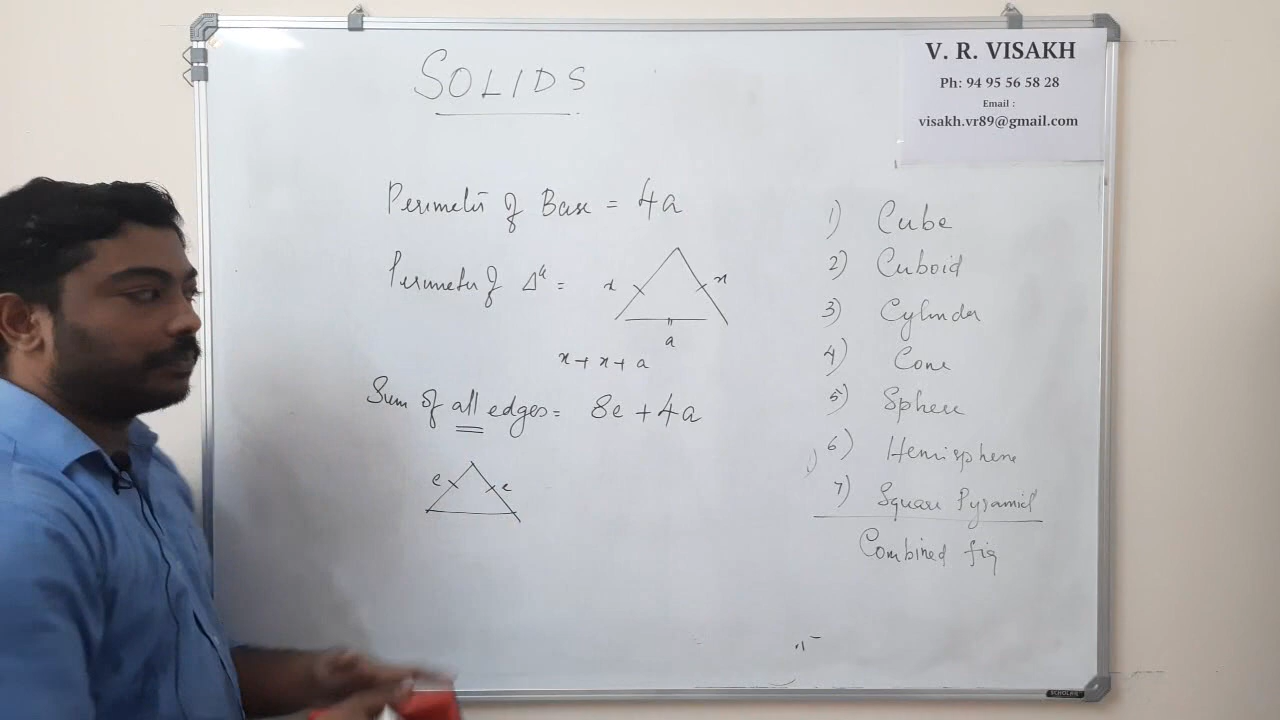 SOLIDS
V. R. VISAKH
Ph: 94 95 56 58 28
Email :
visakh.vr89@gmail.com
Perimeter of Base = 4a
Perimeter of Δ =
x x
a
x + x + a
Sum of all edges = 8e + 4a
e e
1) Cube
2) Cuboid
3) Cylinder
4) Cone
5) Sphere
6) Hemisphere
7) Square Pyramid
Combined fig
SCHOLAR